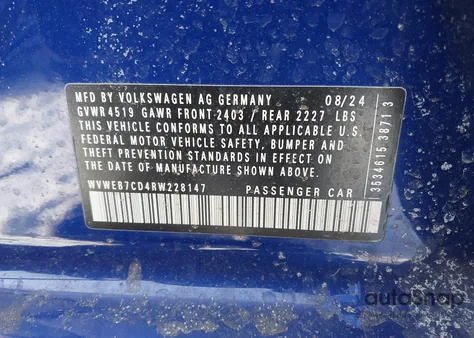 MFD BY VOLKSWAGEN AG GERMANY 08/24
GVWR 4519 GAWR FRONT 2403 / REAR 2227 LBS
THIS VEHICLE CONFORMS TO ALL APPLICABLE U.S.
FEDERAL MOTOR VEHICLE SAFETY, BUMPER AND
THEFT PREVENTION STANDARDS IN EFFECT ON
THE DATE OF MANUFACTURE SHOWN ABOVE.
WVWEB7CD4RW228147 PASSENGER CAR
3534615 3871 3
autoSnap